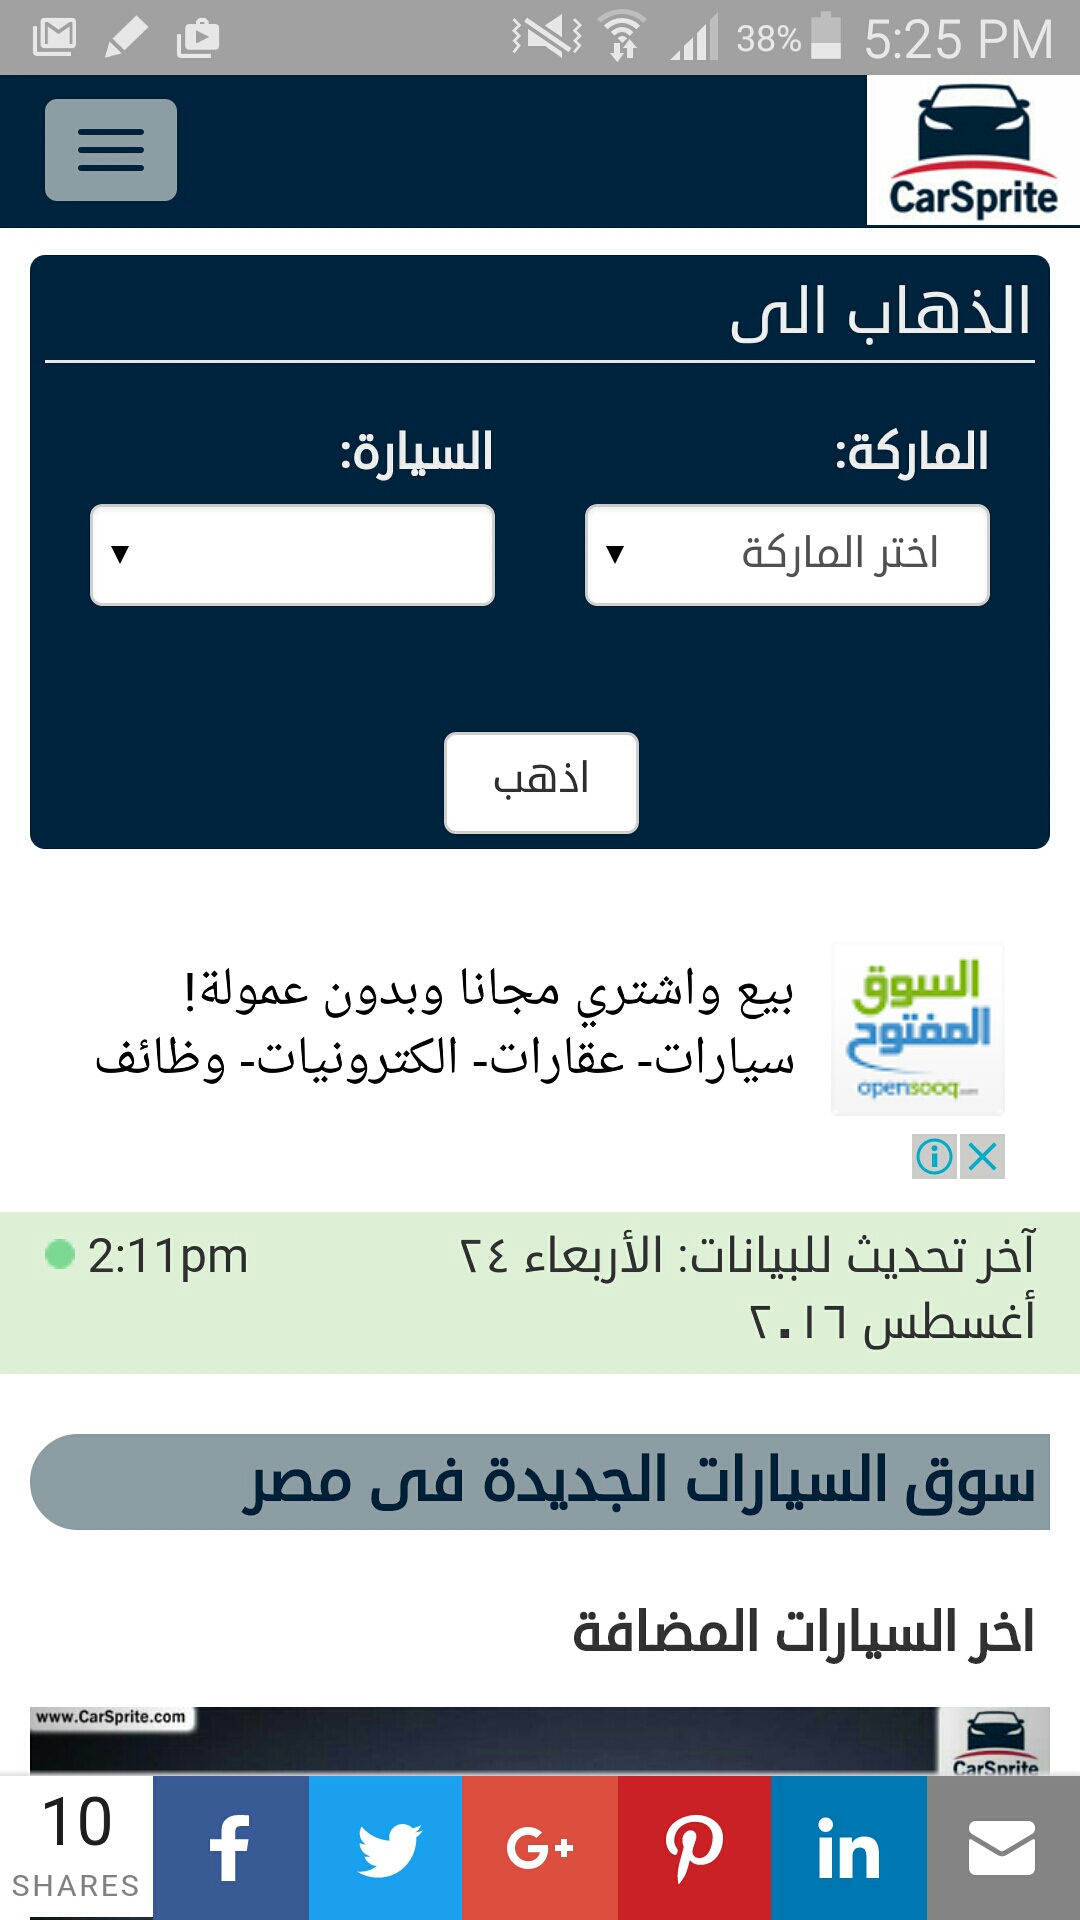 38% 5:25 PM
CarSprite
الذهاب الى
الماركة: السيارة:
اختر الماركة
اذهب
السوق
المفتوح
opensooq.com
بيع واشتري مجانا وبدون عمولة!
سيارات- عقارات- الكترونيات- وظائف
آخر تحديث للبيانات: الأربعاء ٢٤ 2:11pm
أغسطس ٢٠١٦
سوق السيارات الجديدة فى مصر
اخر السيارات المضافة
www.CarSprite.com
CarSprite
10
SHARES